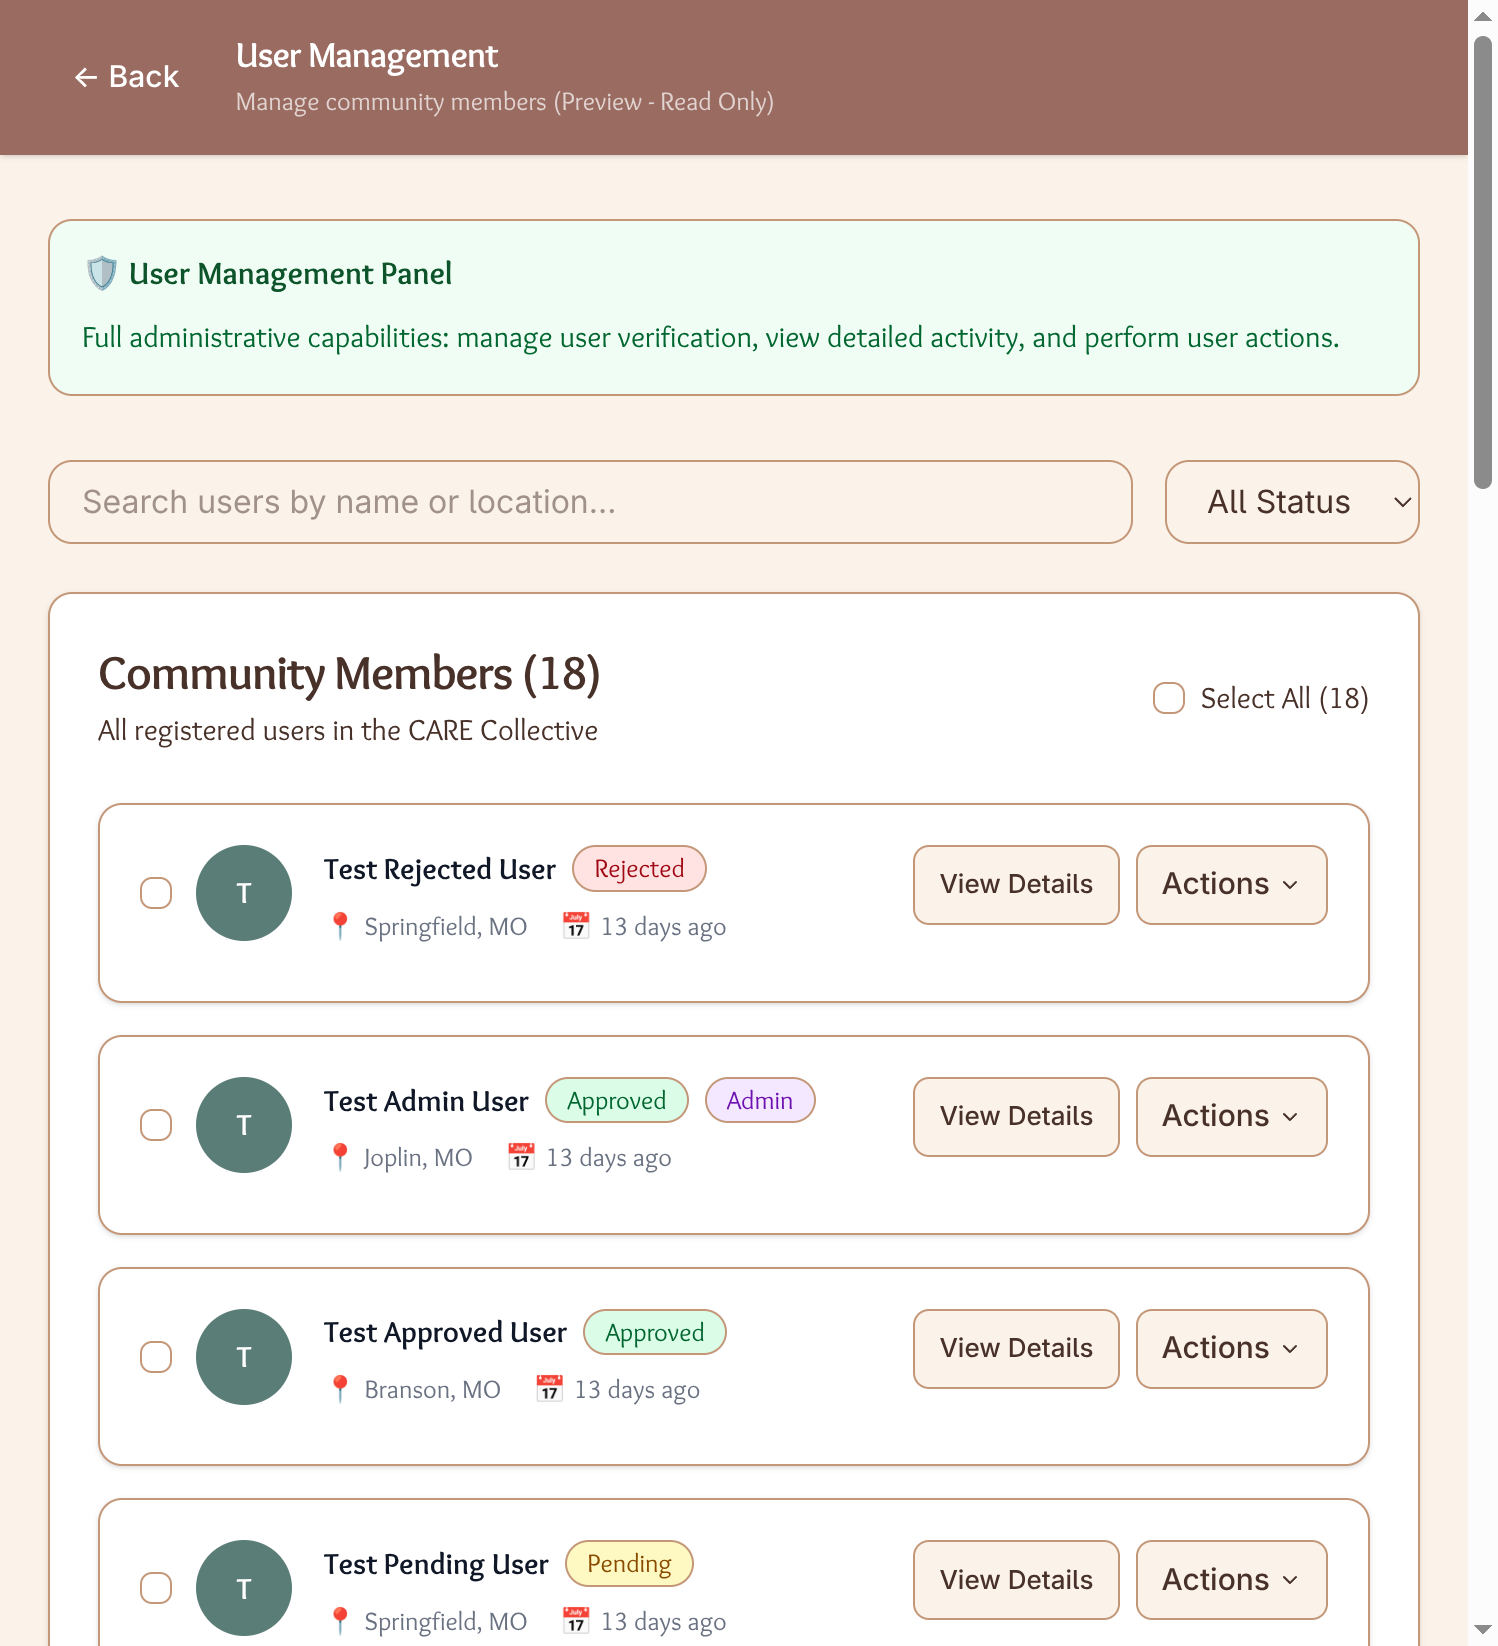 ← Back
User Management
Manage community members (Preview - Read Only)
🛡️ User Management Panel
Full administrative capabilities: manage user verification, view detailed activity, and perform user actions.
Search users by name or location...
All Status
Community Members (18)
All registered users in the CARE Collective
Select All (18)
T
Test Rejected User Rejected
📍 Springfield, MO 📅 13 days ago
View Details Actions
T
Test Admin User Approved Admin
📍 Joplin, MO 📅 13 days ago
View Details Actions
T
Test Approved User Approved
📍 Branson, MO 📅 13 days ago
View Details Actions
T
Test Pending User Pending
📍 Springfield, MO 📅 13 days ago
View Details Actions